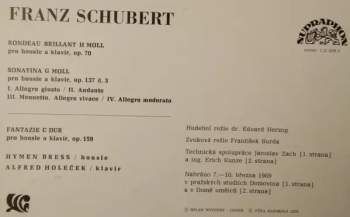 FRANZ SCHUBERT
SUPRAPHON
RONDEAU BRILLANT H MOLL
pro housle a klavír, op. 70
SONATINA G MOLL
pro housle a klavír, op. 137 č. 3
I. Allegro giusto / II. Andante
III. Menuetto. Allegro vivace / IV. Allegro moderato
FANTAZIE C DUR
pro housle a klavír, op. 159
HYMEN BRESS / housle
ALFRED HOLEČEK / klavír
Hudební režie dr. Eduard Herzog
Zvuková režie František Burda
Technická spolupráce Jaroslav Zach [1. strana]
a ing. Erich Kunze [2. strana]
Nahráno 7.–10. března 1969
v pražských studiích Domovina [1. strana]
a v Domě umělců [2. strana]